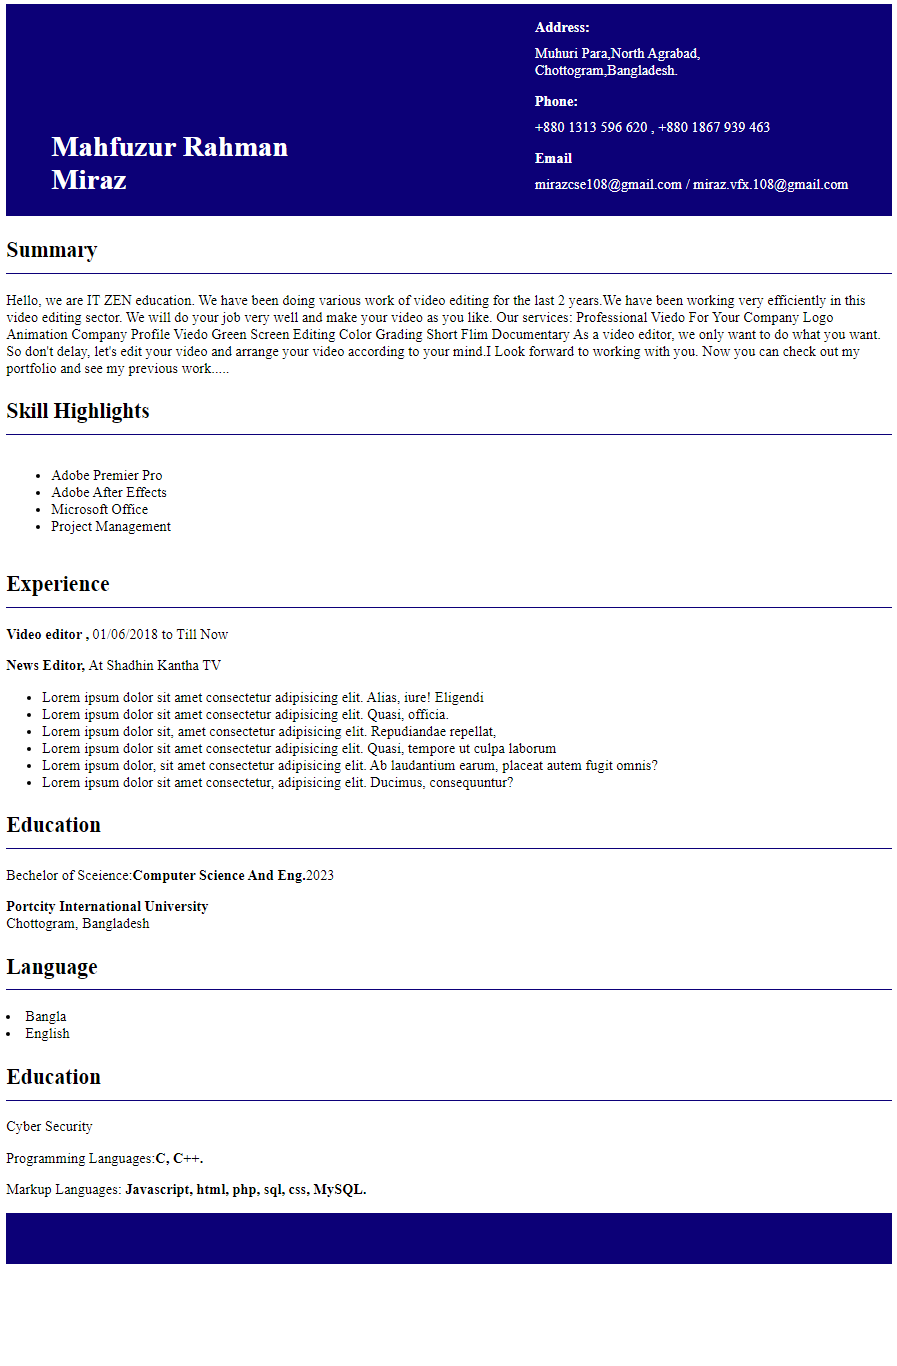 Mahfuzur Rahman
Miraz
Address:
Muhuri Para,North Agrabad,
Chottogram,Bangladesh.
Phone:
+880 1313 596 620 , +880 1867 939 463
Email
mirazcse108@gmail.com / miraz.vfx.108@gmail.com
Summary
Hello, we are IT ZEN education. We have been doing various work of video editing for the last 2 years.We have been working very efficiently in this
video editing sector. We will do your job very well and make your video as you like. Our services: Professional Viedo For Your Company Logo
Animation Company Profile Viedo Green Screen Editing Color Grading Short Flim Documentary As a video editor, we only want to do what you want.
So don't delay, let's edit your video and arrange your video according to your mind.I Look forward to working with you. Now you can check out my
portfolio and see my previous work.....
Skill Highlights
• Adobe Premier Pro
• Adobe After Effects
• Microsoft Office
• Project Management
Experience
Video editor , 01/06/2018 to Till Now
News Editor, At Shadhin Kantha TV
• Lorem ipsum dolor sit amet consectetur adipisicing elit. Alias, iure! Eligendi
• Lorem ipsum dolor sit amet consectetur adipisicing elit. Quasi, officia.
• Lorem ipsum dolor sit, amet consectetur adipisicing elit. Repudiandae repellat,
• Lorem ipsum dolor sit amet consectetur adipisicing elit. Quasi, tempore ut culpa laborum
• Lorem ipsum dolor, sit amet consectetur adipisicing elit. Ab laudantium earum, placeat autem fugit omnis?
• Lorem ipsum dolor sit amet consectetur, adipisicing elit. Ducimus, consequuntur?
Education
Bechelor of Sceience:Computer Science And Eng.2023
Portcity International University
Chottogram, Bangladesh
Language
• Bangla
• English
Education
Cyber Security
Programming Languages:C, C++.
Markup Languages: Javascript, html, php, sql, css, MySQL.